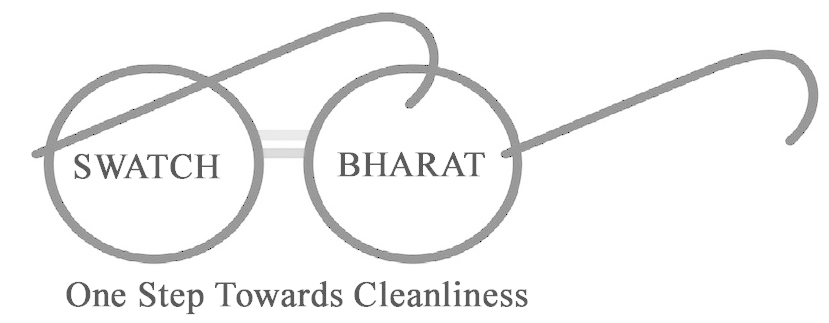 SWATCH BHARAT
One Step Towards Cleanliness